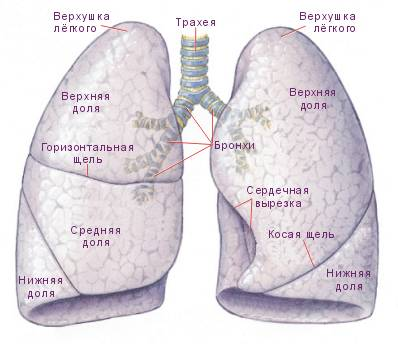 Верхушка
лёгкого
Трахея
Верхушка
лёгкого
Верхняя
доля
Верхняя
доля
Горизонтальная
щель
Бронхи
Сердечная
вырезка
Средняя
доля
Косая щель
Нижняя
доля
Нижняя
доля